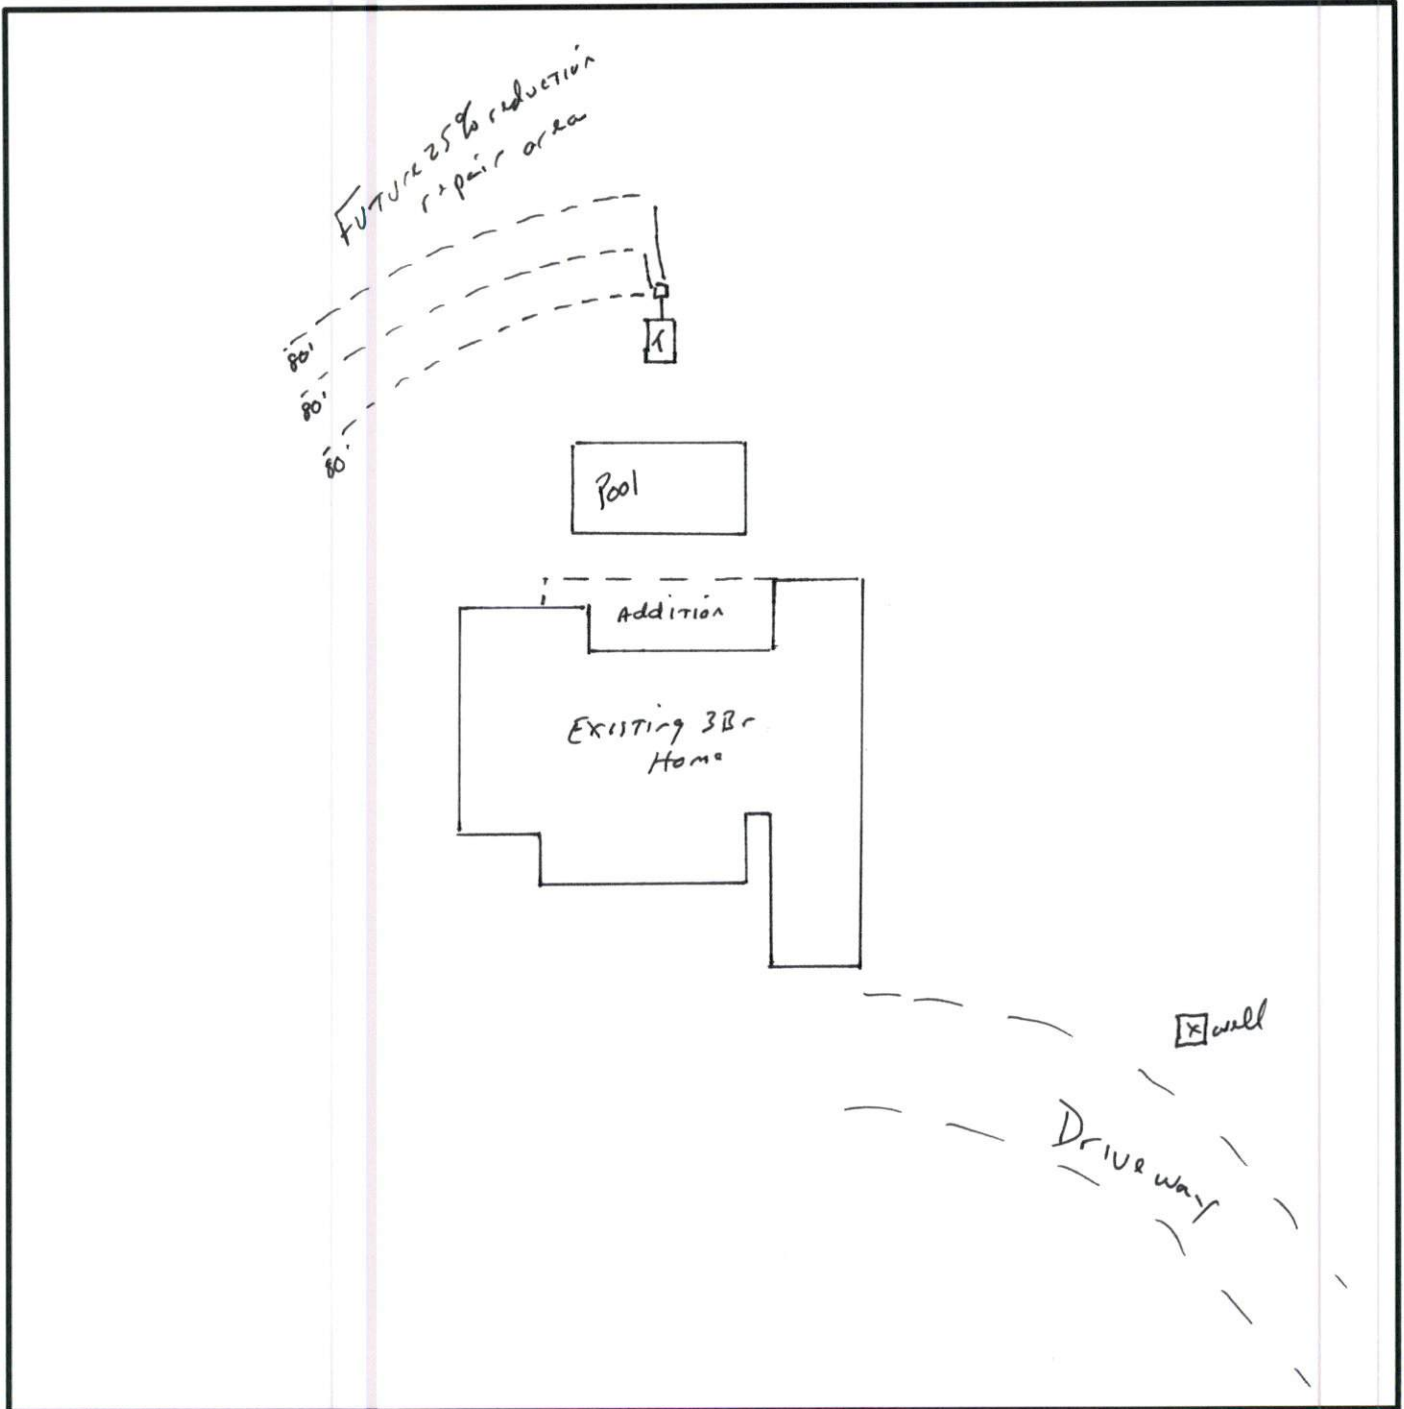 Future 25% reduction
repair area
80'
80'
80'
T
Pool
Addition
Existing 3Br
Home
x well
Driveway